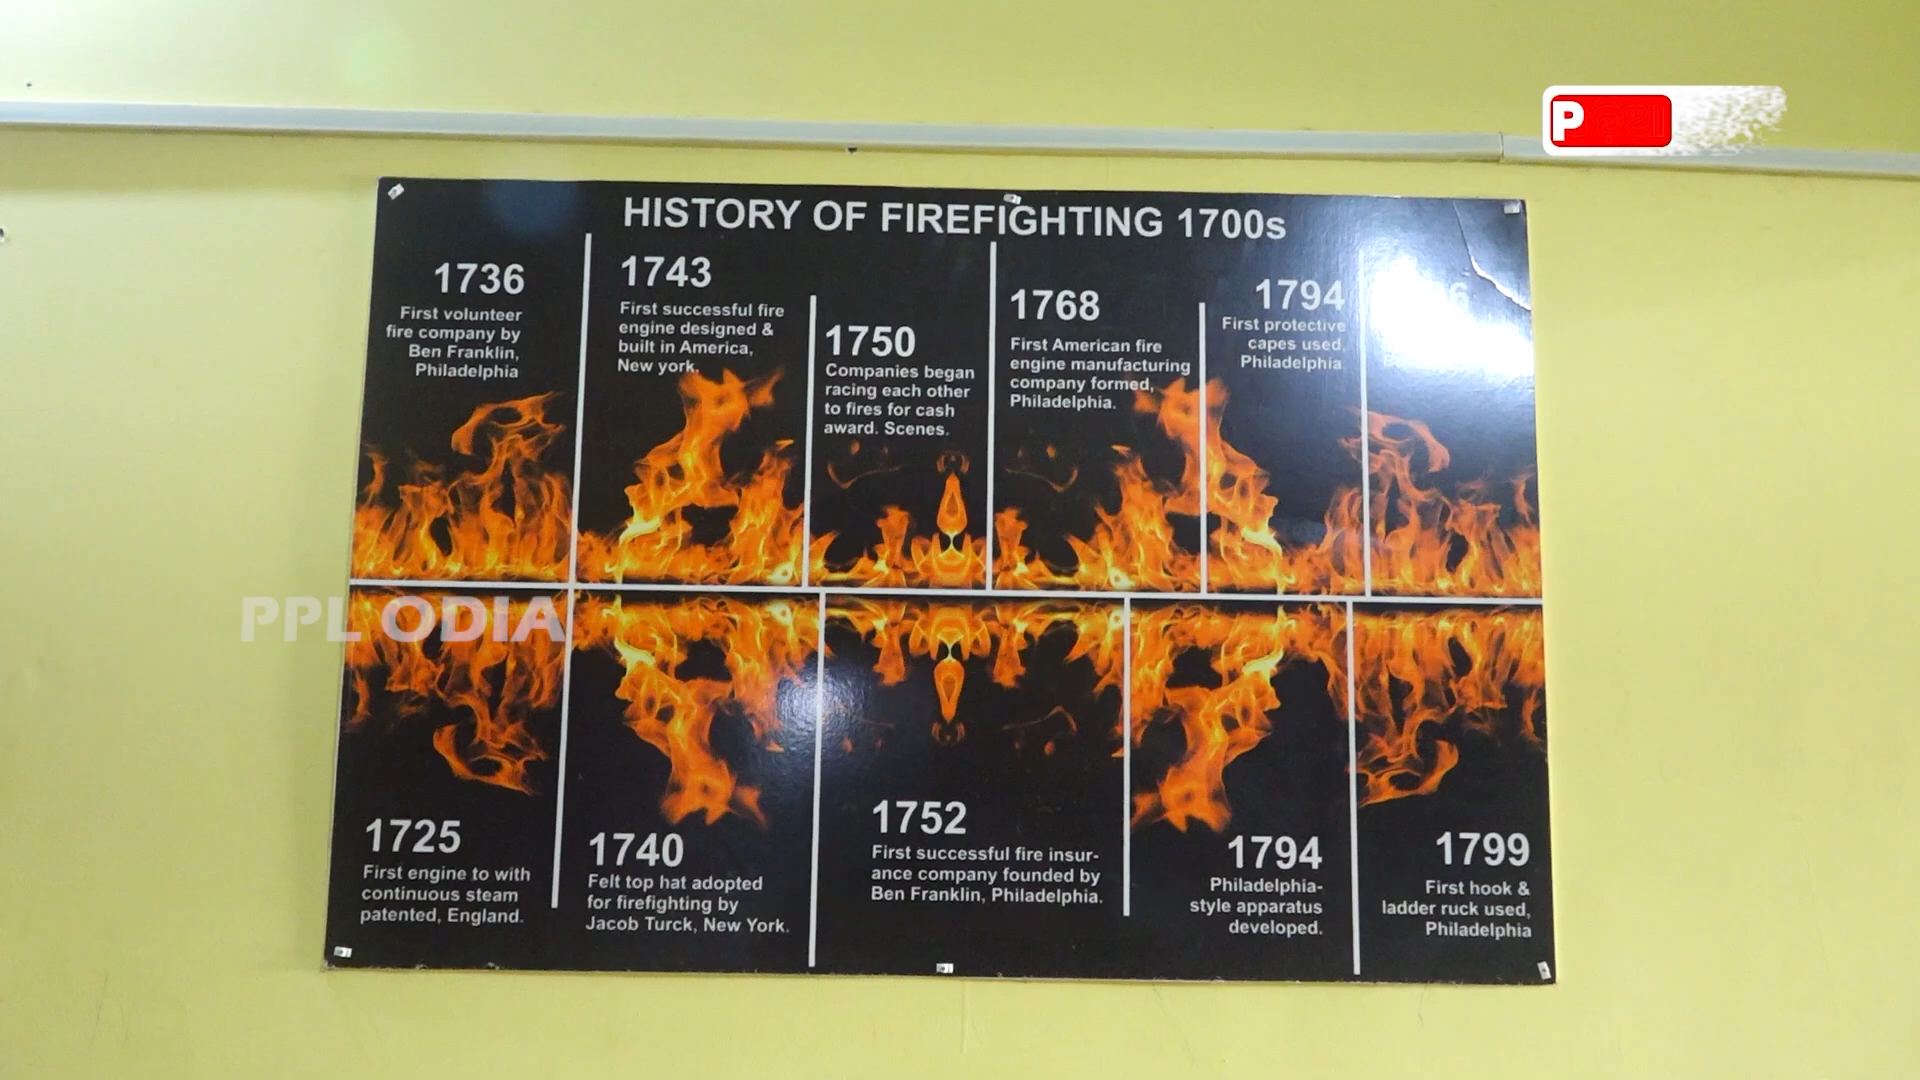 P
HISTORY OF FIREFIGHTING 1700s
1736
First volunteer
fire company by
Ben Franklin,
Philadelphia
1743
First successful fire
engine designed &
built in America,
New york.
1750
Companies began
racing each other
to fires for cash
award. Scenes.
1768
First American fire
engine manufacturing
company formed,
Philadelphia.
1794
First protective
capes used,
Philadelphia
PPL ODIA
1725
First engine to with
continuous steam
patented, England.
1740
Felt top hat adopted
for firefighting by
Jacob Turck, New York.
1752
First successful fire insur-
ance company founded by
Ben Franklin, Philadelphia.
1794
Philadelphia-
style apparatus
developed.
1799
First hook &
ladder ruck used,
Philadelphia